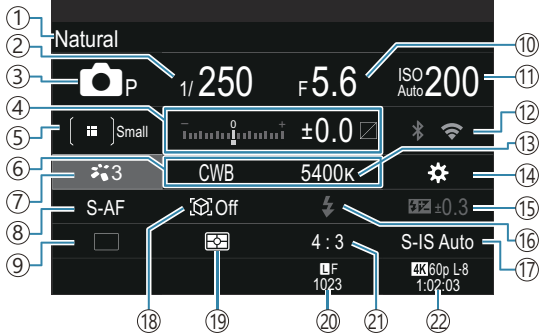 ① Natural
② ③ P 1/250 F5.6 ISO Auto 200 ⑩ ⑪
④ ⑤ Small − 0 + ±0.0 ⑫
⑥ ⑦ 3 CWB 5400K ⑬ ⑭
⑧ S-AF Off ±0.3 ⑮ ⑯
⑨ 4:3 S-IS Auto ⑰
LF 4K 60p L-8
1023 1:02:03
⑱ ⑲ ⑳ ㉑ ㉒